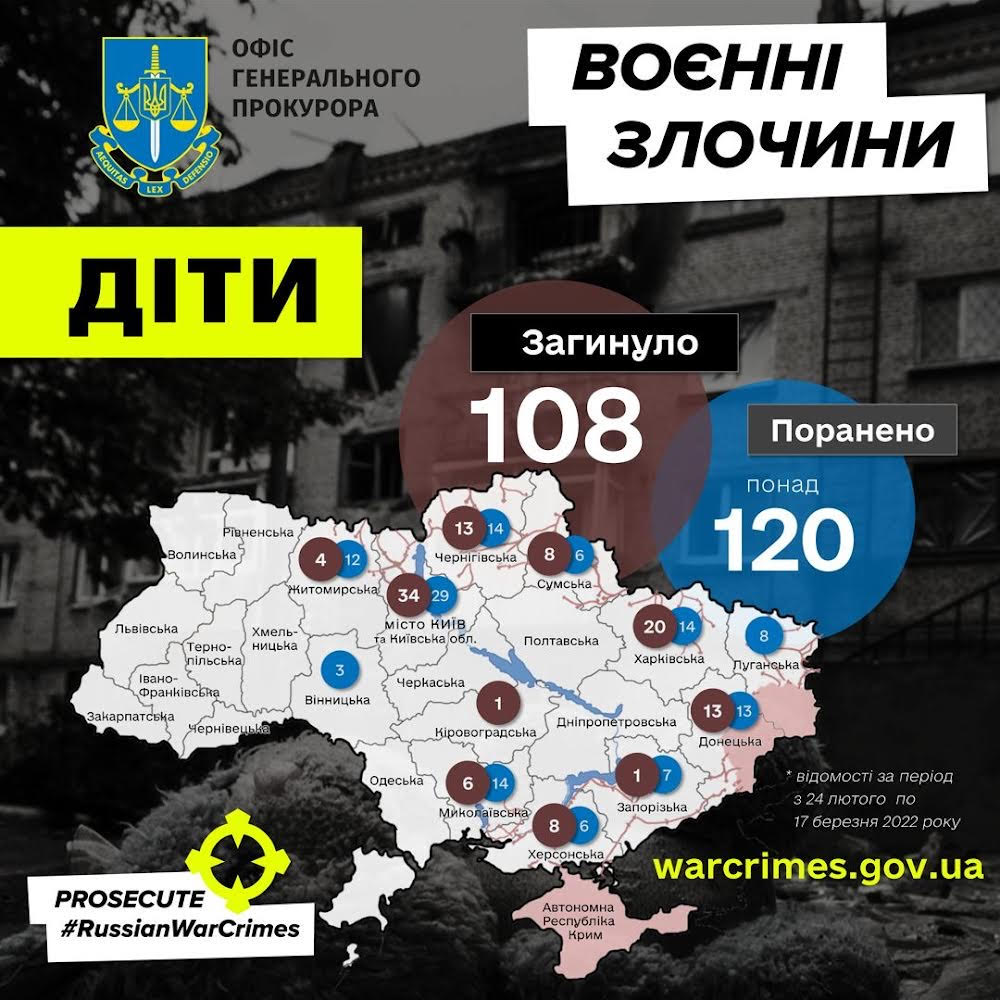 ОФІС
ГЕНЕРАЛЬНОГО
ПРОКУРОРА
AEQUITAS
LEX
DEFENSIO
ВОЄННІ
ЗЛОЧИНИ
ДІТИ
Загинуло
108
Поранено
понад
120
Рівненська
Волинська
4 12
Житомирська
13 14
Чернігівська
8 6
Сумська
34 29
місто КИЇВ
та Київська обл.
Львівська
Терно-
пільська
Хмель-
ницька
Івано-
Франківська
Закарпатська
Чернівецька
3
Вінницька
Черкаська
Полтавська
20 14
Харківська
8
Луганська
1
Кіровоградська
Дніпропетровська
13 13
Донецька
Одеська
6 14
Миколаївська
1 7
Запорізька
8 6
Херсонська
Автономна
Республіка
Крим
* відомості за період
з 24 лютого по
17 березня 2022 року
warcrimes.gov.ua
PROSECUTE
#RussianWarCrimes